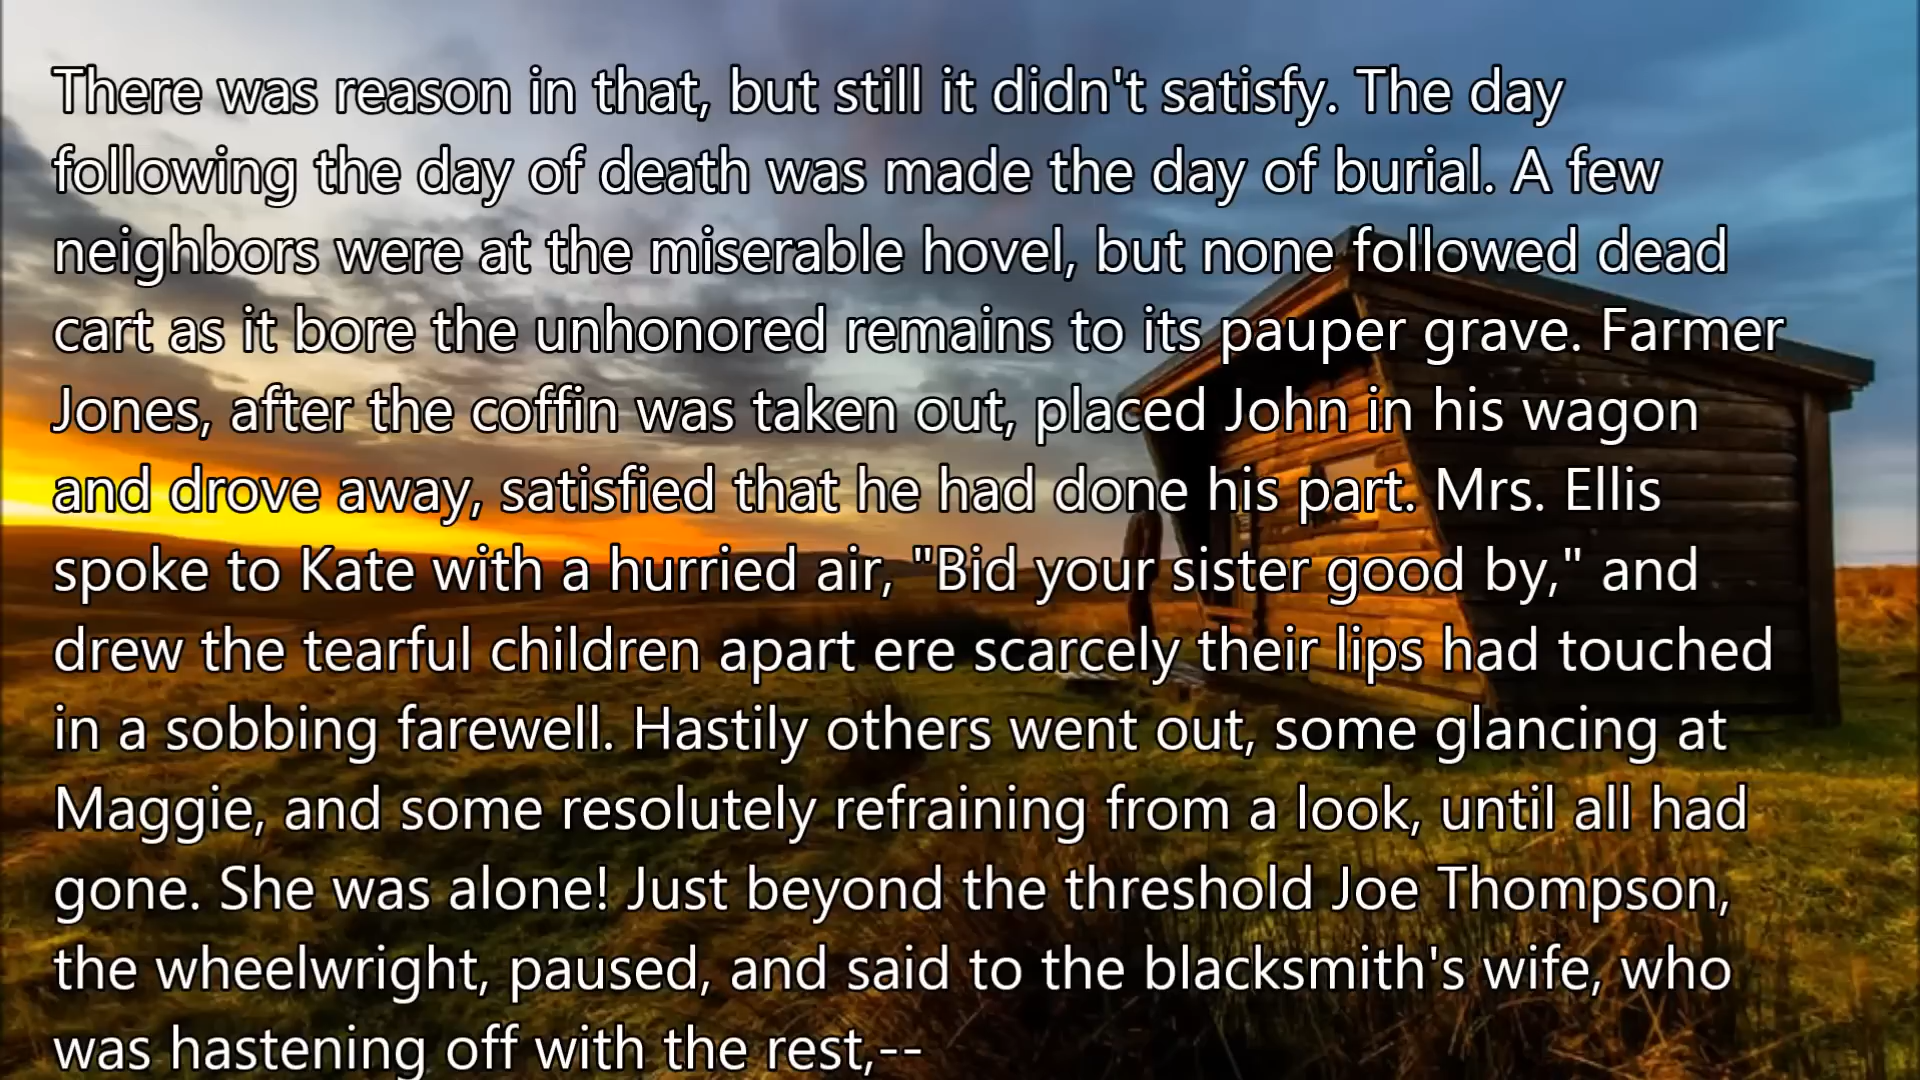 There was reason in that, but still it didn't satisfy. The day
following the day of death was made the day of burial. A few
neighbors were at the miserable hovel, but none followed dead
cart as it bore the unhonored remains to its pauper grave. Farmer
Jones, after the coffin was taken out, placed John in his wagon
and drove away, satisfied that he had done his part. Mrs. Ellis
spoke to Kate with a hurried air, "Bid your sister good by," and
drew the tearful children apart ere scarcely their lips had touched
in a sobbing farewell. Hastily others went out, some glancing at
Maggie, and some resolutely refraining from a look, until all had
gone. She was alone! Just beyond the threshold Joe Thompson,
the wheelwright, paused, and said to the blacksmith's wife, who
was hastening off with the rest,--